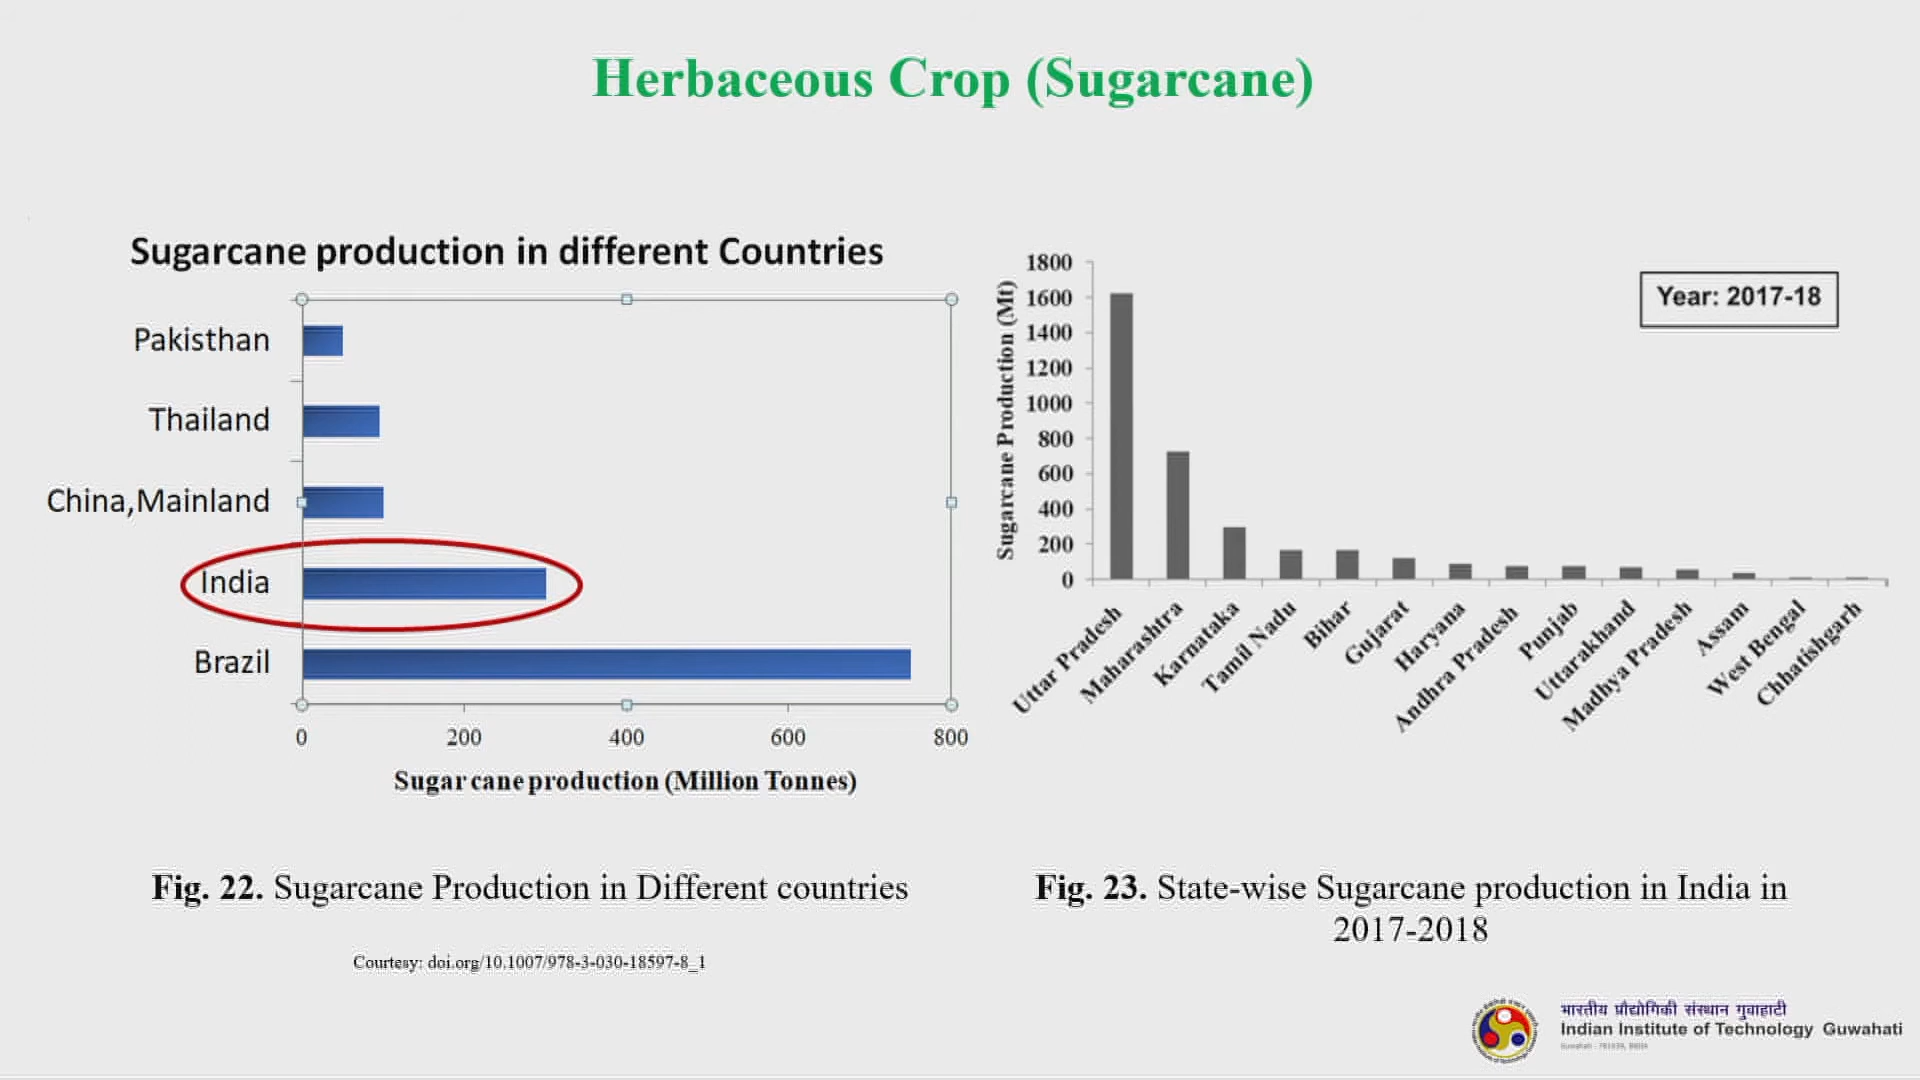 Herbaceous Crop (Sugarcane)
Sugarcane production in different Countries
Pakisthan
Thailand
China,Mainland
India
Brazil
0 200 400 600 800
Sugar cane production (Million Tonnes)
Fig. 22. Sugarcane Production in Different countries
Courtesy: doi.org/10.1007/978-3-030-18597-8_1
Sugarcane Production (Mt)
1800
1600
1400
1200
1000
800
600
400
200
0
Year: 2017-18
Uttar Pradesh
Maharashtra
Karnataka
Tamil Nadu
Bihar
Gujarat
Haryana
Andhra Pradesh
Punjab
Uttarakhand
Madhya Pradesh
Assam
West Bengal
Chhatishgarh
Fig. 23. State-wise Sugarcane production in India in
2017-2018
भारतीय प्रौद्योगिकी संस्थान गुवाहाटी
Indian Institute of Technology Guwahati
Guwahati - 781039, INDIA